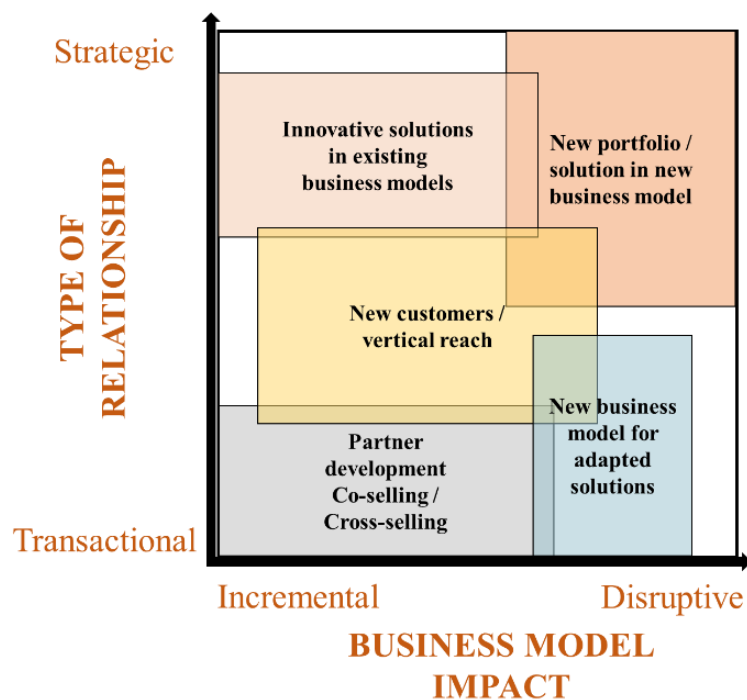 Strategic
TYPE OF
RELATIONSHIP
Transactional
Innovative solutions
in existing
business models
New portfolio /
solution in new
business model
New customers /
vertical reach
Partner
development
Co-selling /
Cross-selling
New business
model for
adapted
solutions
Incremental
Disruptive
BUSINESS MODEL
IMPACT